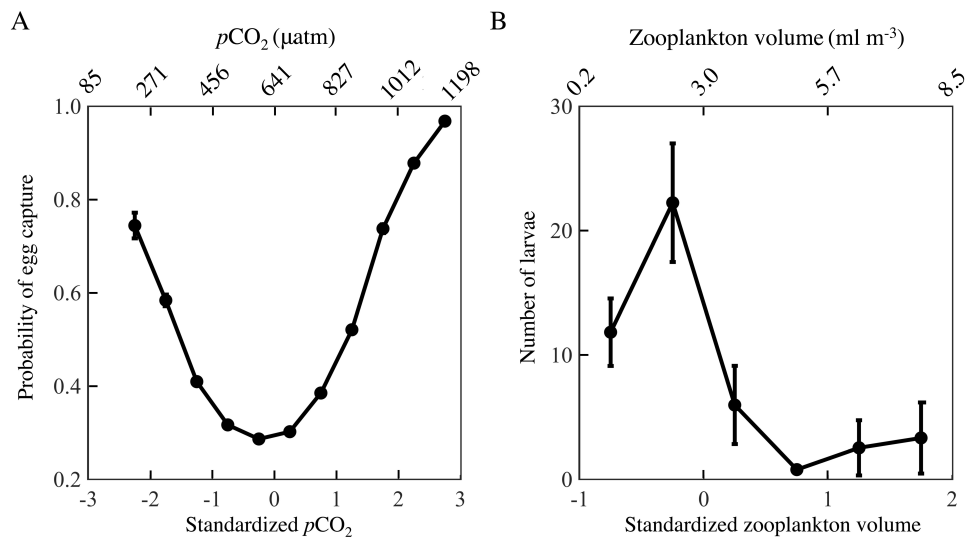 A
pCO₂ (μatm)
85 271 456 641 827 1012 1198
1.0
0.8
0.6
0.4
0.2
Probability of egg capture
-3 -2 -1 0 1 2 3
Standardized pCO₂
B
Zooplankton volume (ml m⁻³)
0.2 3.0 5.7 8.5
30
20
10
0
Number of larvae
-1 0 1 2
Standardized zooplankton volume